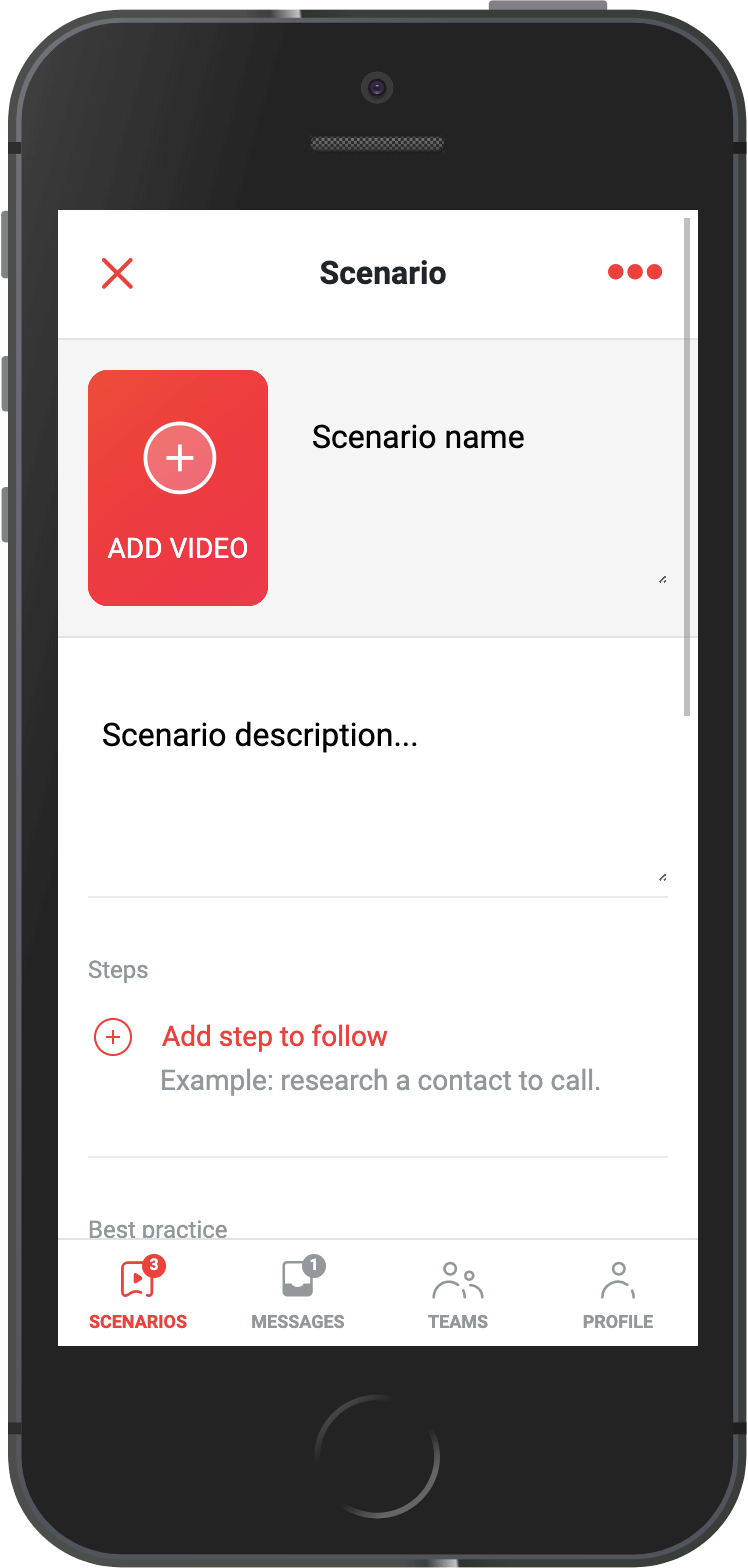 Scenario
ADD VIDEO
Scenario name
Scenario description...
Steps
Add step to follow
Example: research a contact to call.
Best practice
3
1
SCENARIOS
MESSAGES
TEAMS
PROFILE